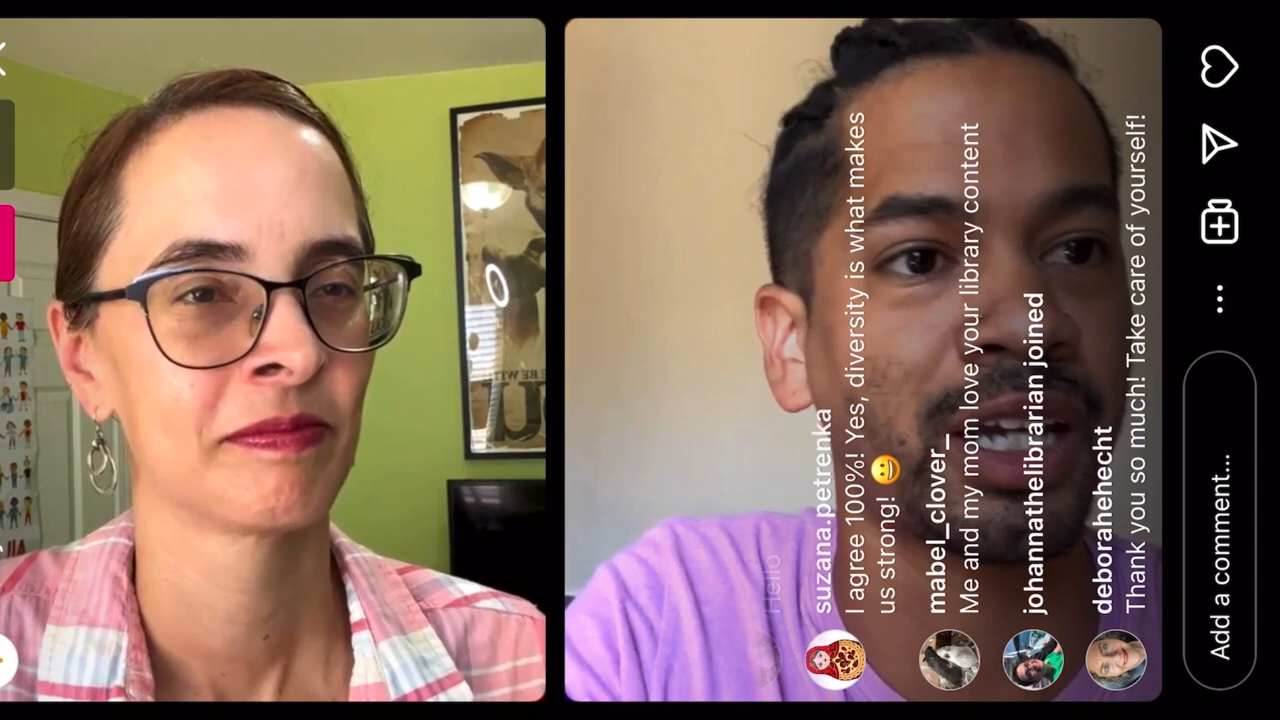 Hello
suzana.petrenka
I agree 100%! Yes, diversity is what makes
us strong! 😀
mabel_clover_
Me and my mom love your library content
johannathelibrarian joined
deborahehecht
Thank you so much! Take care of yourself!
Add a comment...